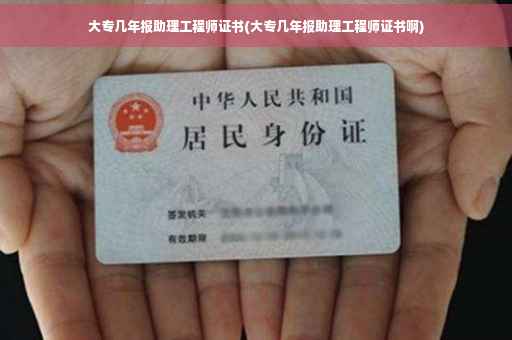 大专几年报助理工程师证书(大专几年报助理工程师证书啊)
中华人民共和国
居民身份证
签发机关
有效期限